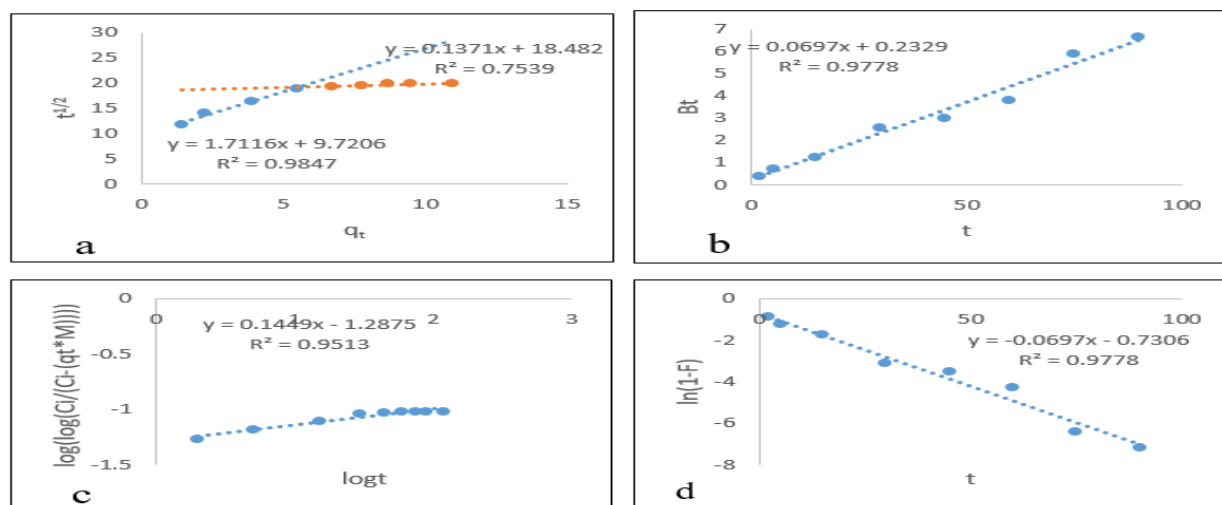 30
25
20
15
10
5
0
t1/2
y = 0.1371x + 18.482
R² = 0.7539
y = 1.7116x + 9.7206
R² = 0.9847
0 5 10 15
qt
a
7
6
5
4
3
2
1
0
Bt
y = 0.0697x + 0.2329
R² = 0.9778
0 50 100
t
b
0
-0.5
-1
-1.5
log(log(Ci/(Ci-(qt*M))))
0 1 2 3
y = 0.1449x - 1.2875
R² = 0.9513
logt
c
0
-2
-4
-6
-8
ln(1-F)
0 50 100
y = -0.0697x - 0.7306
R² = 0.9778
t
d